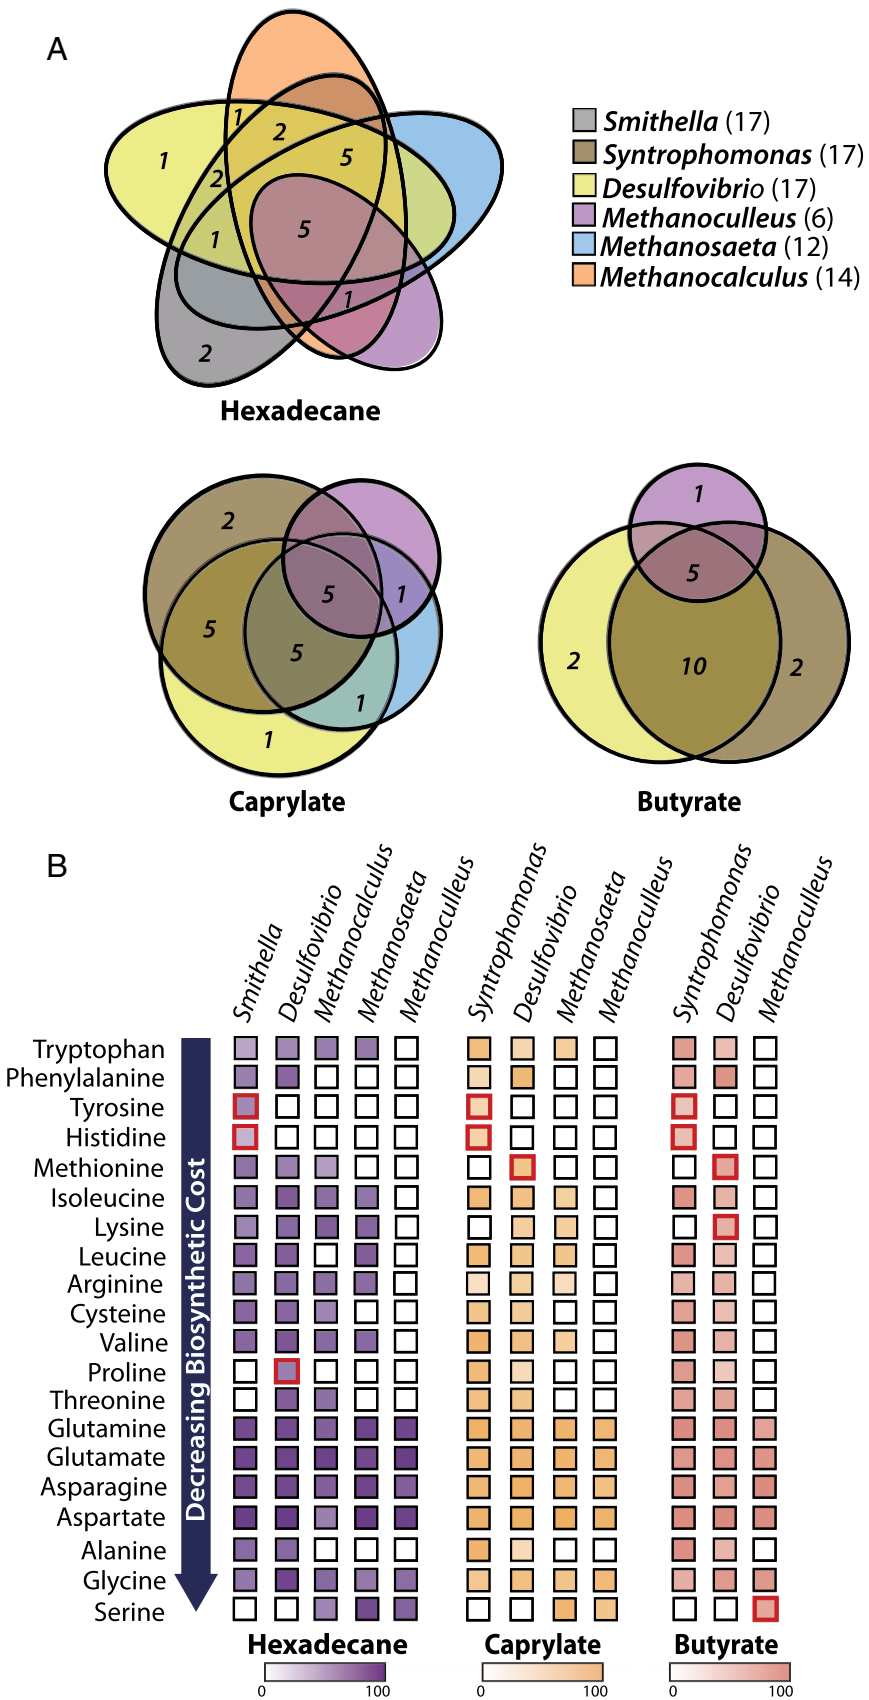 A
1
2
1
5
2
5
1
1
2
Smithella (17)
Syntrophomonas (17)
Desulfovibrio (17)
Methanoculleus (6)
Methanosaeta (12)
Methanocalculus (14)
Hexadecane
2
5
1
5
5
1
1
Caprylate
1
5
2
10
2
Butyrate
B
Smithella
Desulfovibrio
Methanocalculus
Methanosaeta
Methanoculleus
Syntrophomonas
Desulfovibrio
Methanosaeta
Methanoculleus
Syntrophomonas
Desulfovibrio
Methanoculleus
Decreasing Biosynthetic Cost
Tryptophan
Phenylalanine
Tyrosine
Histidine
Methionine
Isoleucine
Lysine
Leucine
Arginine
Cysteine
Valine
Proline
Threonine
Glutamine
Glutamate
Asparagine
Aspartate
Alanine
Glycine
Serine
Hexadecane Caprylate Butyrate
0 100 0 100 0 100